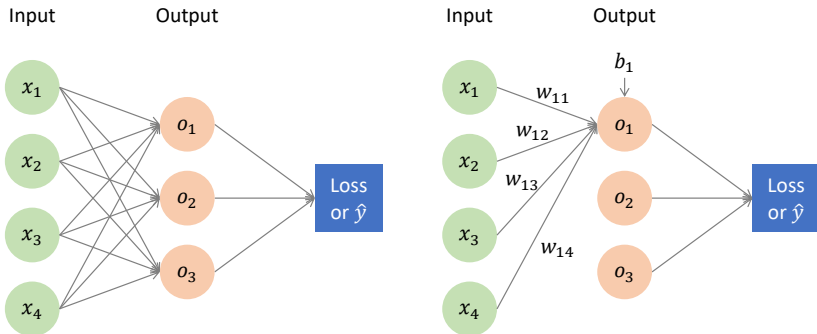 Input Output
x₁
x₂
x₃
x₄
o₁
o₂
o₃
Loss
or ŷ
Input Output
x₁
x₂
x₃
x₄
w₁₁
w₁₂
w₁₃
w₁₄
b₁
o₁
o₂
o₃
Loss
or ŷ